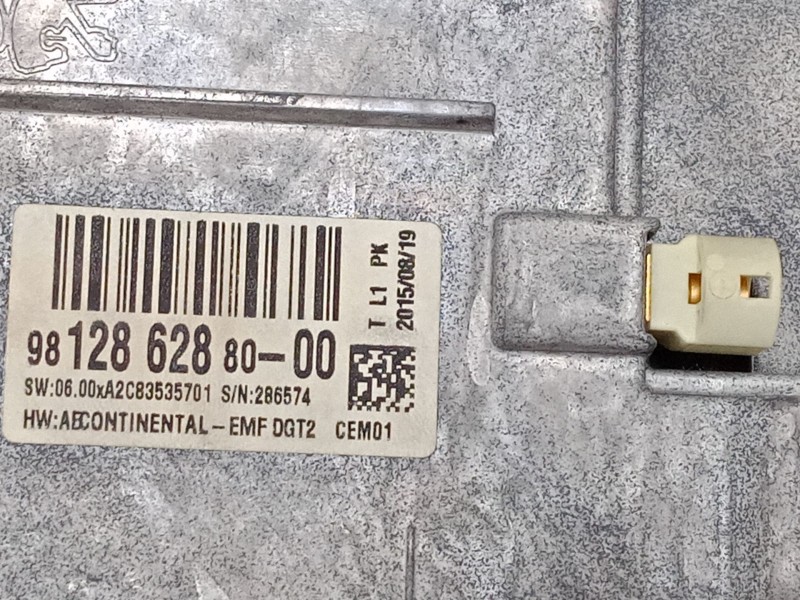 98 128 628 80-00
SW:06.00xA2C83535701 S/N:286574
HW:AECONTINENTAL-EMF DGT2 CEM01
T L1 PK
2015/08/19